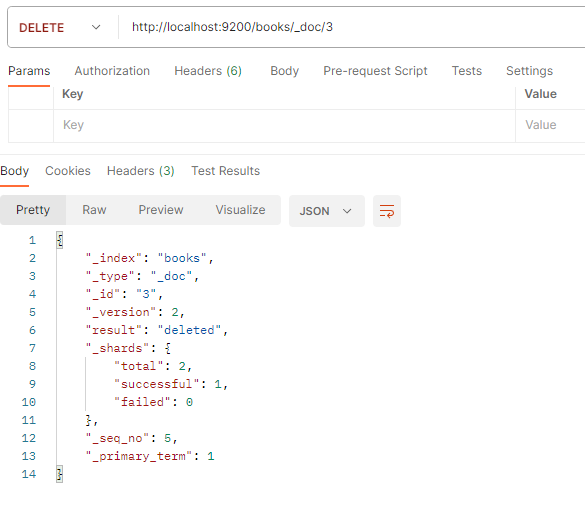 DELETE http://localhost:9200/books/_doc/3
Params Authorization Headers (6) Body Pre-request Script Tests Settings
Key Value
Key Value
Body Cookies Headers (3) Test Results
Pretty Raw Preview Visualize JSON
1 {
2 "_index": "books",
3 "_type": "_doc",
4 "_id": "3",
5 "_version": 2,
6 "result": "deleted",
7 "_shards": {
8 "total": 2,
9 "successful": 1,
10 "failed": 0
11 },
12 "_seq_no": 5,
13 "_primary_term": 1
14 }